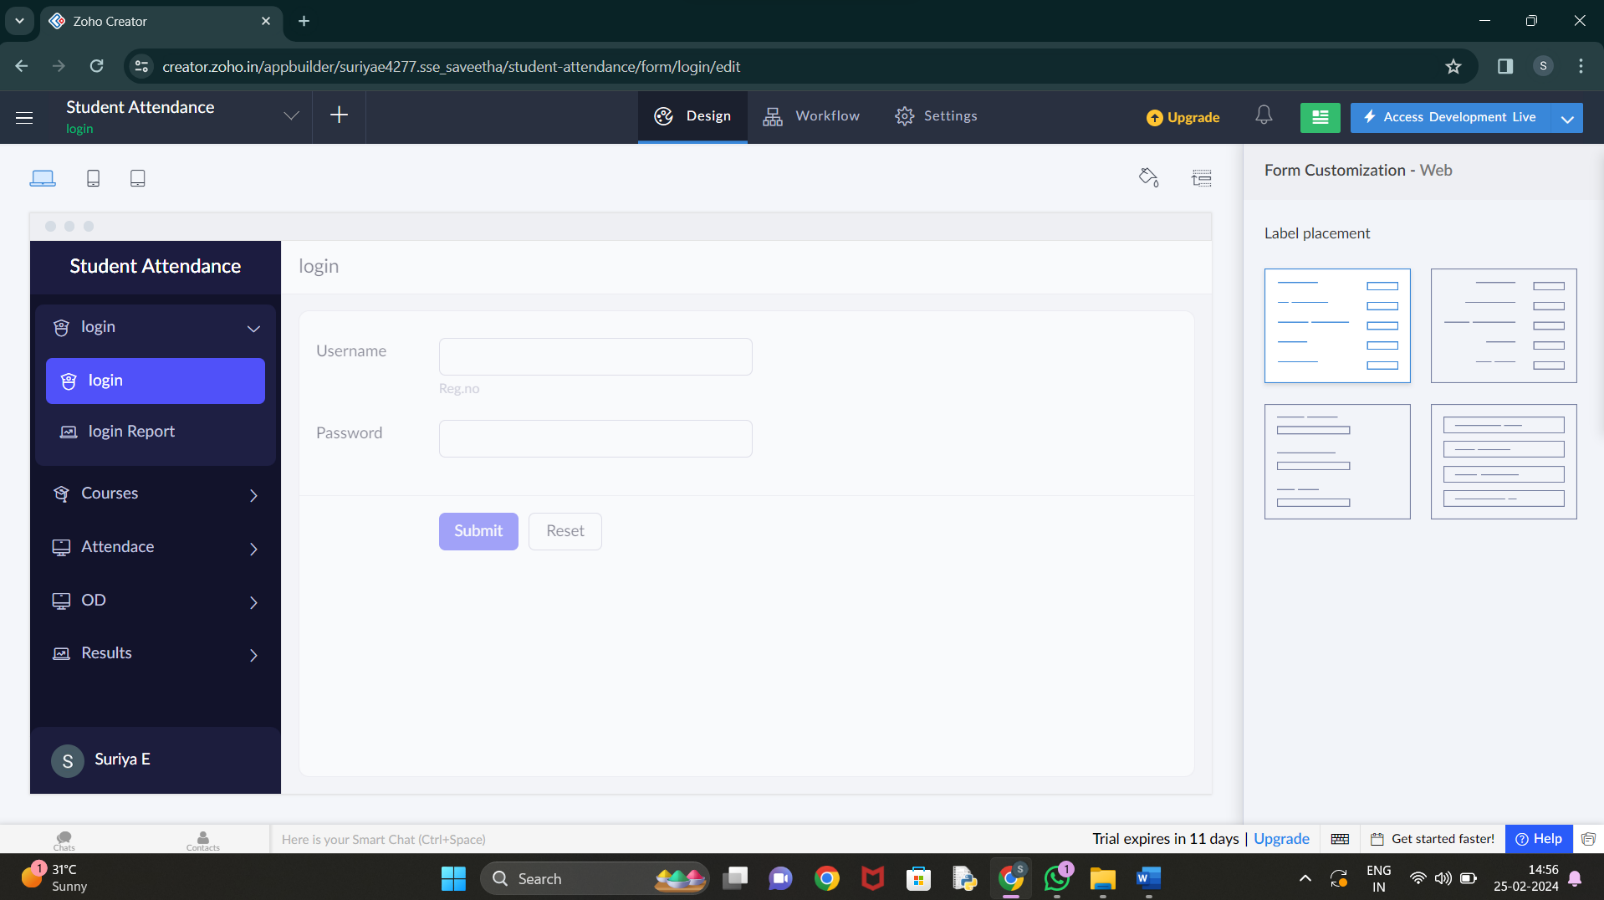 Zoho Creator
creator.zoho.in/appbuilder/suriyae4277.sse_saveetha/student-attendance/form/login/edit
S
Student Attendance
login
Design
Workflow
Settings
Upgrade
Access Development Live
Form Customization - Web
Label placement
Student Attendance
login
login
login
login Report
Courses
Attendace
OD
Results
S
Suriya E
Username
Reg.no
Password
Submit
Reset
Chats
Contacts
Here is your Smart Chat (Ctrl+Space)
Trial expires in 11 days | Upgrade
Get started faster!
Help
1
31°C
Sunny
Search
S
1
W
ENG
IN
14:56
25-02-2024